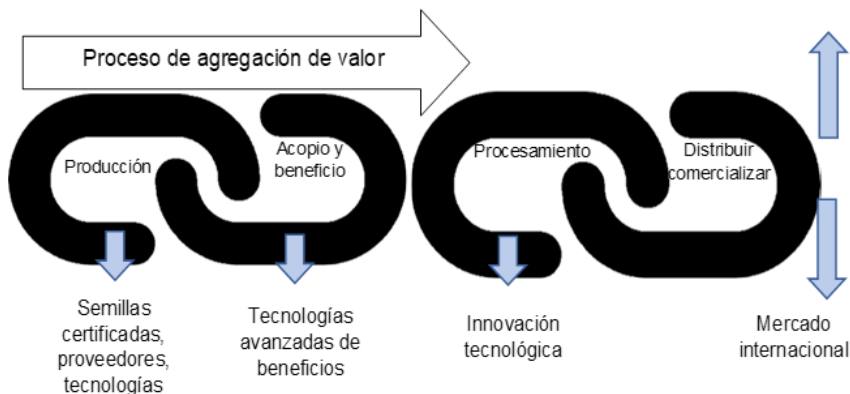 Proceso de agregación de valor
Producción
Acopio y
beneficio
Procesamiento
Distribuir
comercializar
Semillas
certificadas,
proveedores,
tecnologías
Tecnologías
avanzadas de
beneficios
Innovación
tecnológica
Mercado
internacional